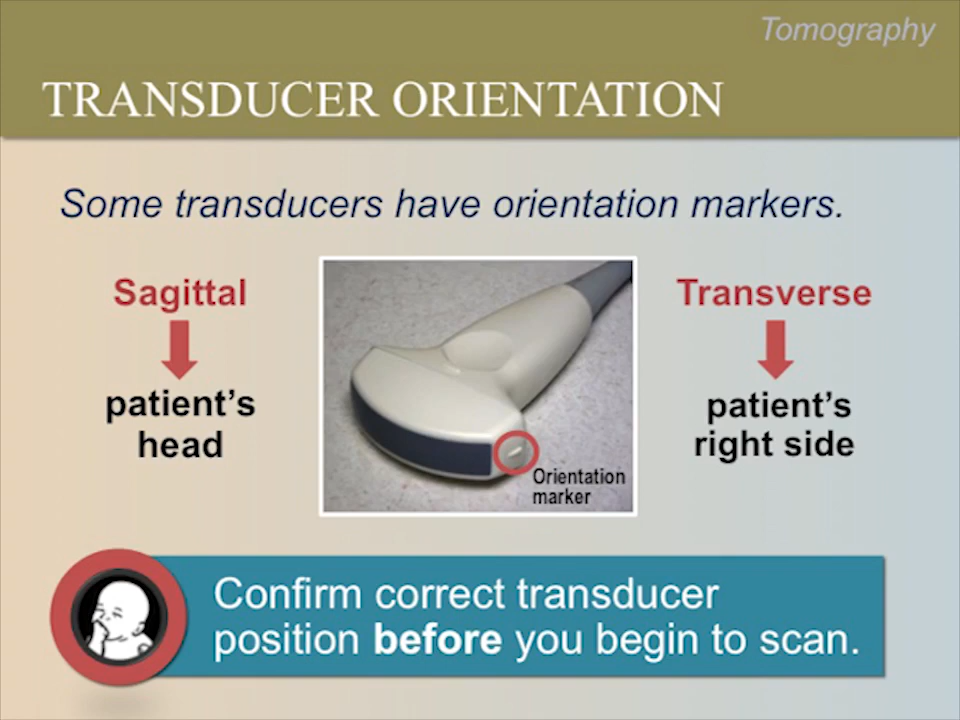 Tomography
TRANSDUCER ORIENTATION
Some transducers have orientation markers.
Sagittal
patient’s
head
Orientation
marker
Transverse
patient’s
right side
Confirm correct transducer
position before you begin to scan.